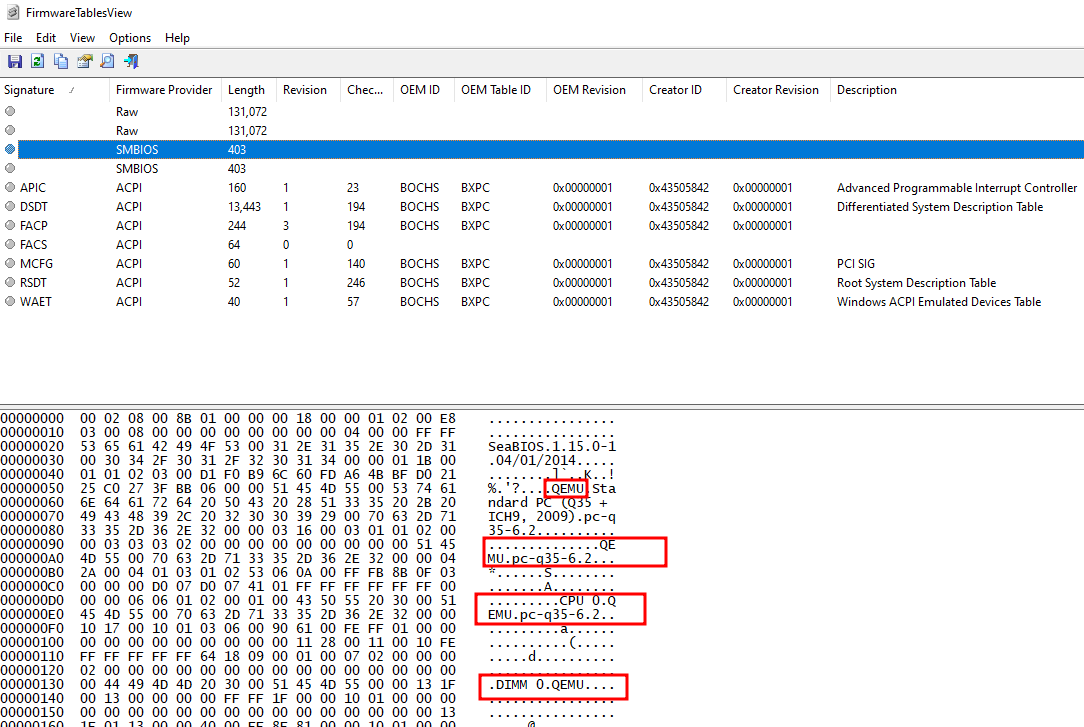 FirmwareTablesView
File Edit View Options Help
Signature Firmware Provider Length Revision Chec... OEM ID OEM Table ID OEM Revision Creator ID Creator Revision Description
Raw 131,072
Raw 131,072
SMBIOS 403
SMBIOS 403
APIC ACPI 160 1 23 BOCHS BXPC 0x00000001 0x43505842 0x00000001 Advanced Programmable Interrupt Controller
DSDT ACPI 13,443 1 194 BOCHS BXPC 0x00000001 0x43505842 0x00000001 Differentiated System Description Table
FACP ACPI 244 3 194 BOCHS BXPC 0x00000001 0x43505842 0x00000001
FACS ACPI 64 0 0
MCFG ACPI 60 1 140 BOCHS BXPC 0x00000001 0x43505842 0x00000001 PCI SIG
RSDT ACPI 52 1 246 BOCHS BXPC 0x00000001 0x43505842 0x00000001 Root System Description Table
WAET ACPI 40 1 57 BOCHS BXPC 0x00000001 0x43505842 0x00000001 Windows ACPI Emulated Devices Table
00000000 00 02 08 00 8B 01 00 00 00 18 00 00 01 02 00 E8 ................
00000010 03 00 08 00 00 00 00 00 00 00 00 04 00 00 FF FF ................
00000020 53 65 61 42 49 4F 53 00 31 2E 31 35 2E 30 2D 31 SeaBIOS.1.15.0-1
00000030 00 30 34 2F 30 31 2F 32 30 31 34 00 00 01 1B 00 .04/01/2014.....
00000040 01 01 02 03 00 D1 F0 B9 6C 60 FD A6 4B BF D0 21 ........l`..K..!
00000050 25 C0 27 3F BB 06 00 00 51 45 4D 55 00 53 74 61 %.'?....QEMU.Sta
00000060 6E 64 61 72 64 20 50 43 20 28 51 33 35 20 2B 20 ndard PC (Q35 +
00000070 49 43 48 39 2C 20 32 30 30 39 29 00 70 63 2D 71 ICH9, 2009).pc-q
00000080 33 35 2D 36 2E 32 00 00 03 16 00 03 01 01 02 00 35-6.2..........
00000090 00 03 03 03 02 00 00 00 00 00 00 00 00 00 51 45 ..............QE
000000A0 4D 55 00 70 63 2D 71 33 35 2D 36 2E 32 00 00 04 MU.pc-q35-6.2...
000000B0 2A 00 04 01 03 01 02 53 06 0A 00 FF FB 8B 0F 03 *......S........
000000C0 00 00 00 D0 07 D0 07 41 01 FF FF FF FF FF FF 00 .......A........
000000D0 00 00 06 06 01 02 00 01 00 43 50 55 20 30 00 51 .........CPU 0.Q
000000E0 45 4D 55 00 70 63 2D 71 33 35 2D 36 2E 32 00 00 EMU.pc-q35-6.2..
000000F0 10 17 00 10 01 03 06 00 90 61 00 FE FF 01 00 00 .........a......
00000100 00 00 00 00 00 00 00 00 00 11 28 00 11 00 10 FE ..........(.....
00000110 FF FF FF FF FF 64 18 09 00 01 00 07 02 00 00 00 .....d..........
00000120 02 00 00 00 00 00 00 00 00 00 00 00 00 00 00 00 ................
00000130 00 44 49 4D 4D 20 30 00 51 45 4D 55 00 00 13 1F .DIMM 0.QEMU....
00000140 00 13 00 00 00 00 FF FF 1F 00 00 10 01 00 00 00 ................
00000150 00 00 00 00 00 00 00 00 00 00 00 00 00 00 00 13 ................